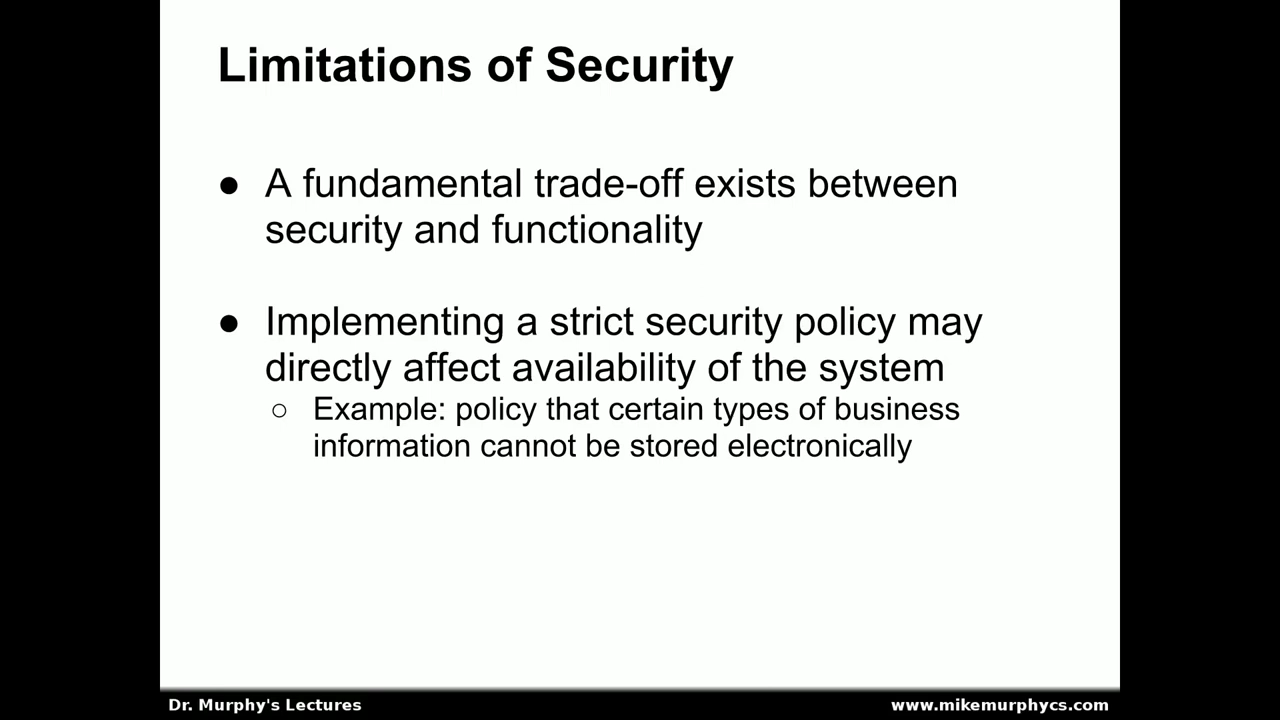 Limitations of Security
● A fundamental trade-off exists between
security and functionality
● Implementing a strict security policy may
directly affect availability of the system
○ Example: policy that certain types of business
information cannot be stored electronically
Dr. Murphy's Lectures
www.mikemurphycs.com